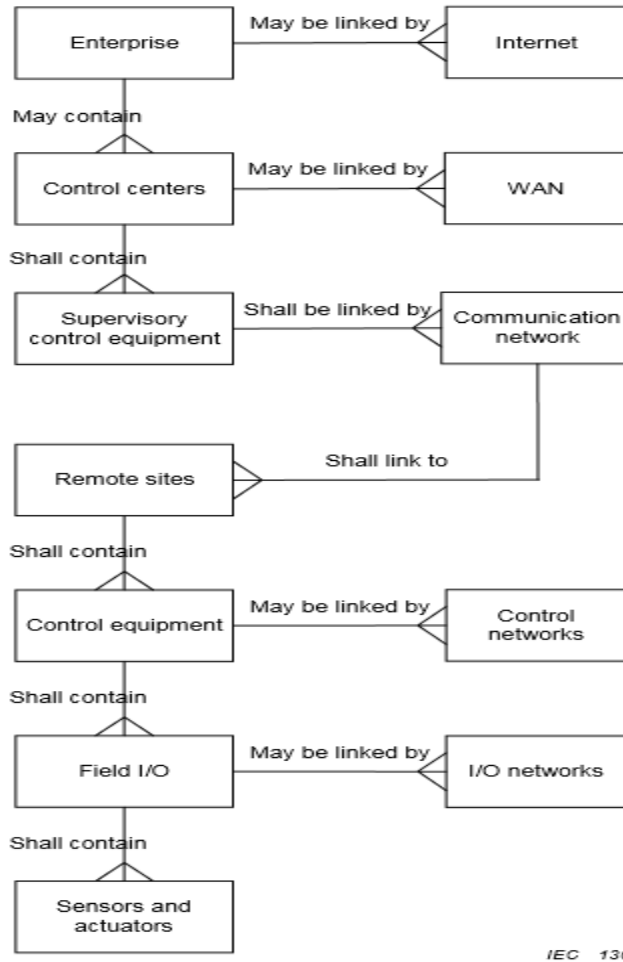 Enterprise
May be linked by
Internet
May contain
Control centers
May be linked by
WAN
Shall contain
Supervisory
control equipment
Shall be linked by
Communication
network
Shall link to
Remote sites
Shall contain
Control equipment
May be linked by
Control
networks
Shall contain
Field I/O
May be linked by
I/O networks
Shall contain
Sensors and
actuators
IEC